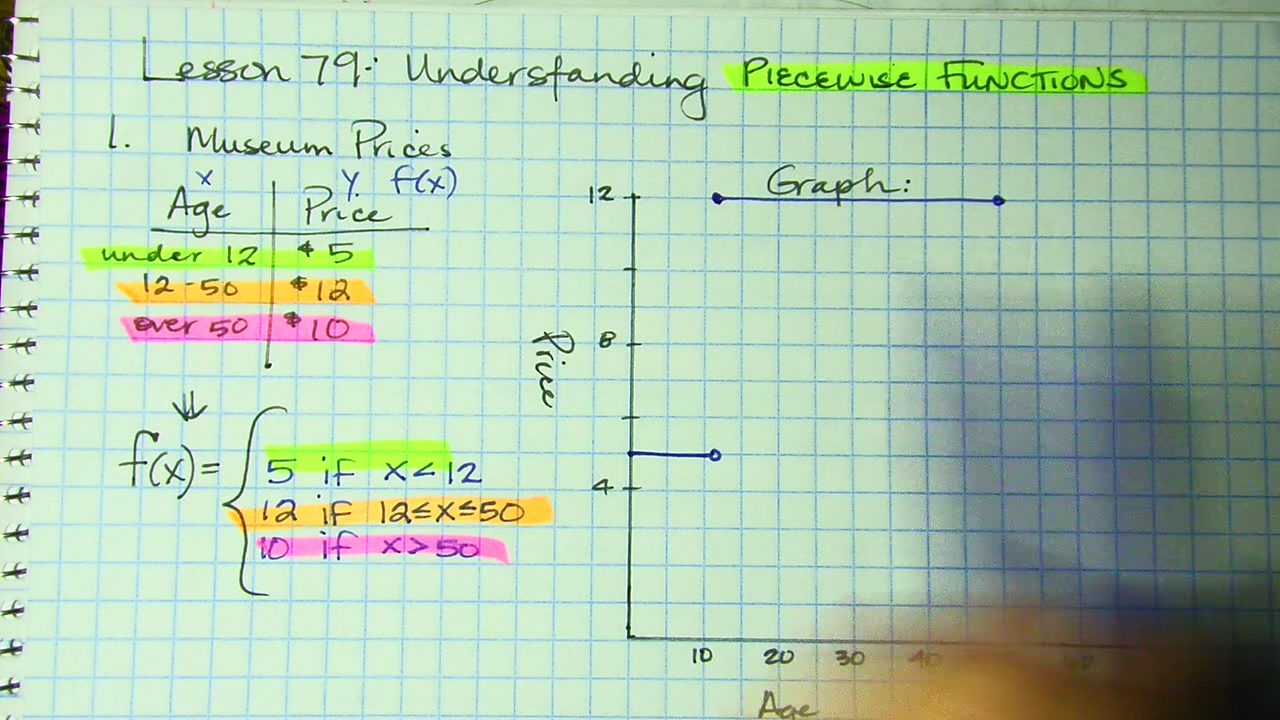 Lesson 79: Understanding PIECEWISE FUNCTIONS
1. Museum Prices
x y f(x)
Age Price
under 12 $ 5
12-50 $ 12
over 50 $ 10
f(x) =
5 if x < 12
12 if 12 ≤ x ≤ 50
10 if x > 50
Graph:
12
8
4
Price
10 20 30 40
Age